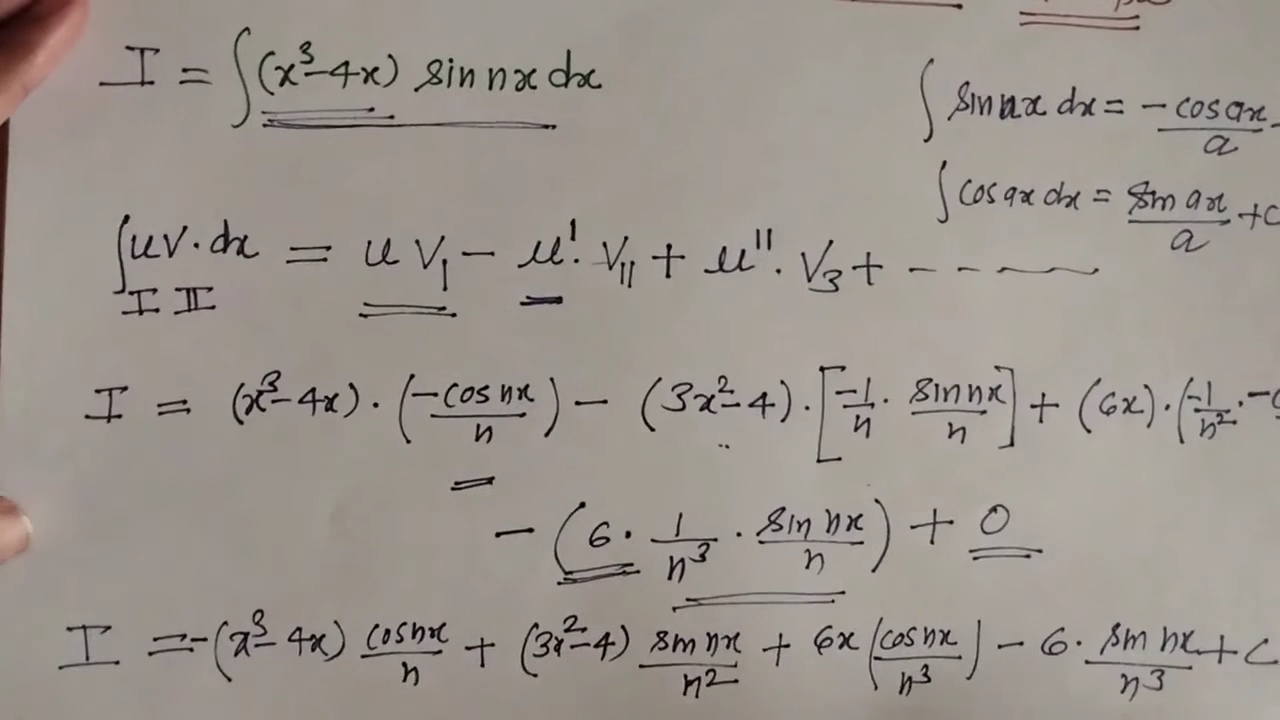 I = ∫(x³-4x) sin nx dx
∫ sin ax dx = -cos ax/a
∫ cos ax dx = sin ax/a + C
∫ uv·dx = u v₁ - u'· v₁₁ + u''· v₃ + - - -
I II
I = (x³-4x)·(-cos nx/n) - (3x²-4)·[-1/n · sin nx/n] + (6x)·(-1/n² · -
- (6· 1/n³ · sin nx/n) + 0
I = -(x³-4x) cos nx/n + (3x²-4) sin nx/n² + 6x(cos nx/n³) - 6· sin nx/n³ + C